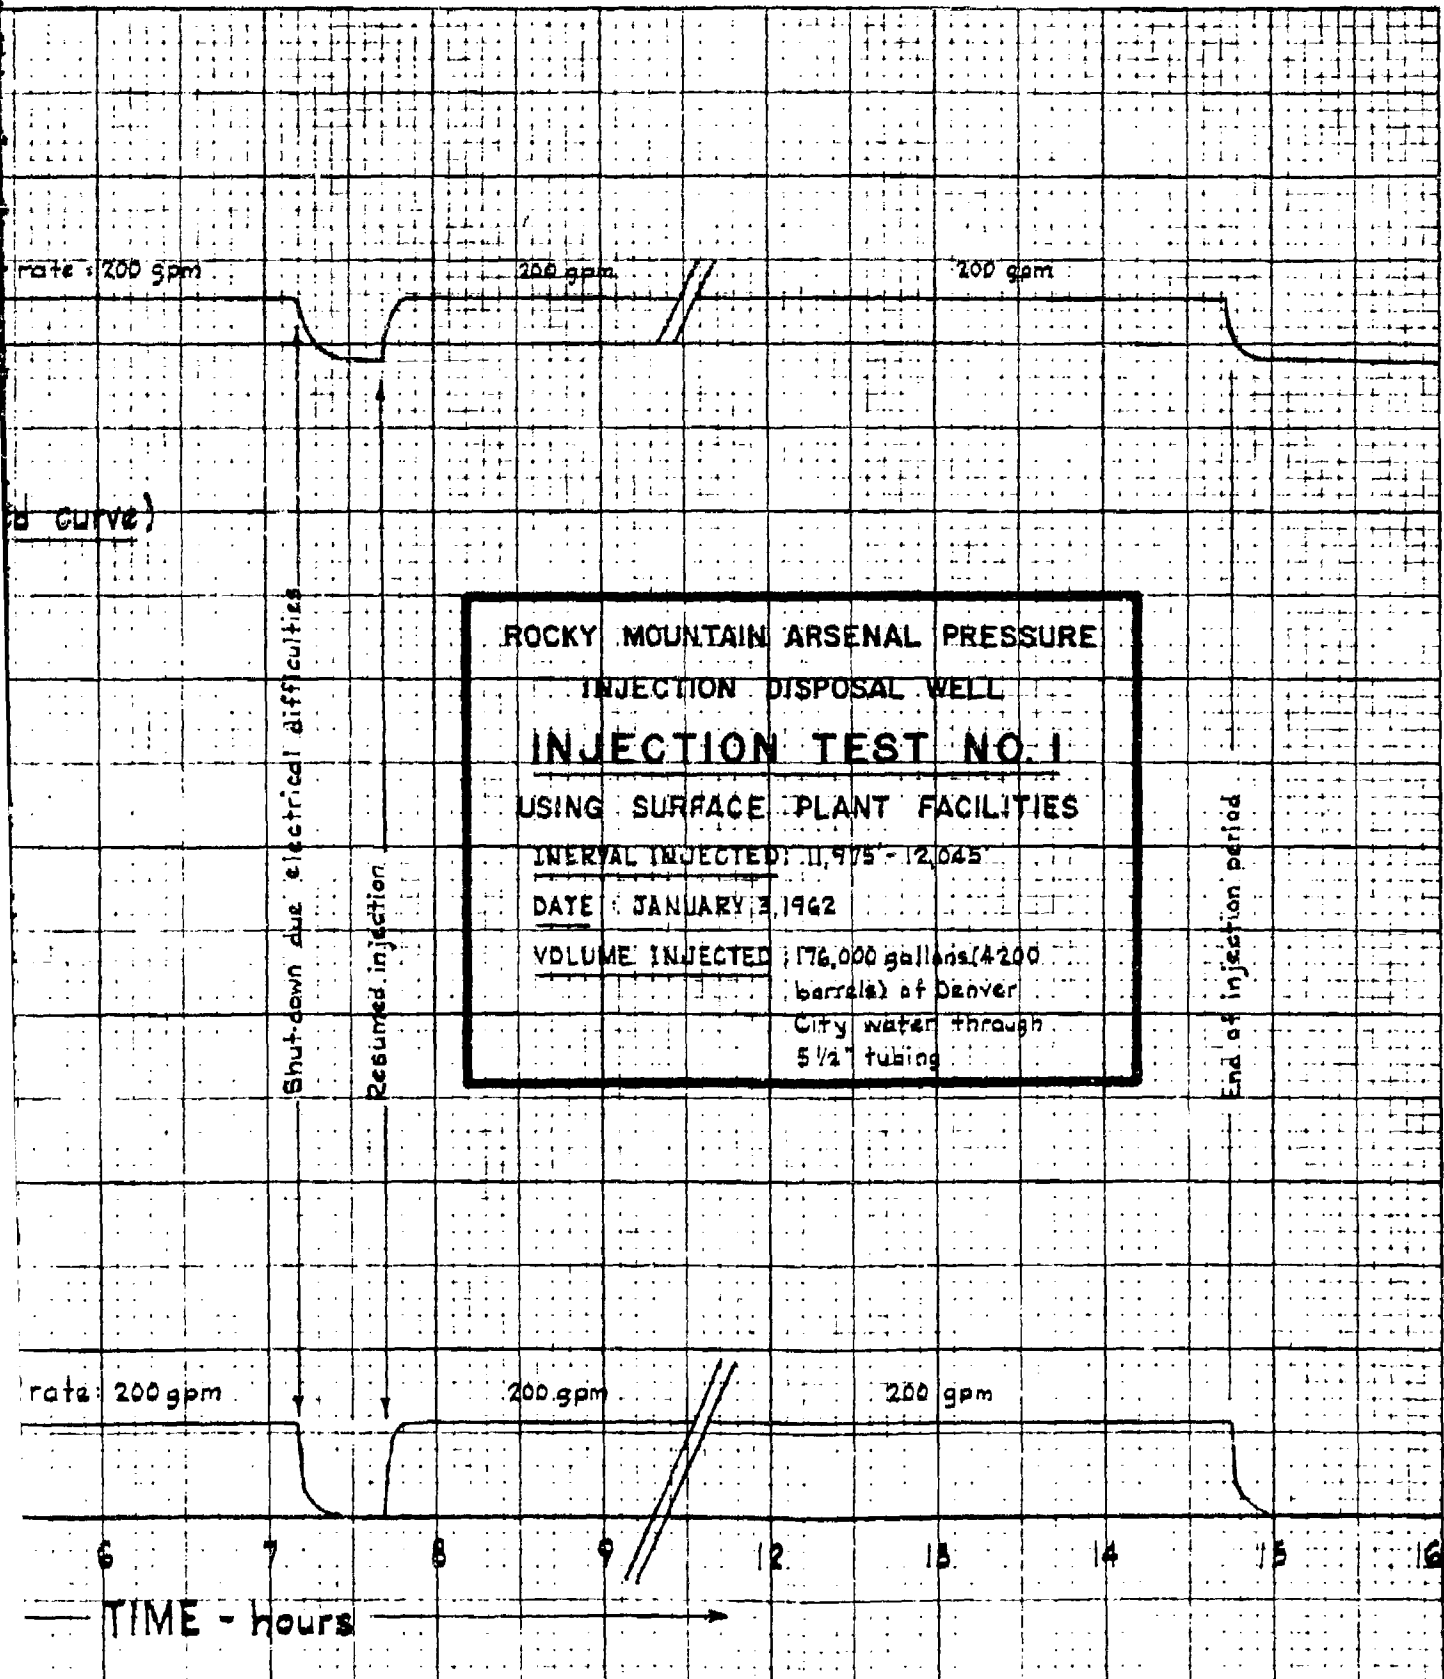 rate : 200 gpm
200 gpm
200 gpm
curve)
Shut-down due electrical difficulties
Resumed injection
ROCKY MOUNTAIN ARSENAL PRESSURE
INJECTION DISPOSAL WELL
INJECTION TEST NO. 1
USING SURFACE PLANT FACILITIES
INERVAL INJECTED: 11,975' - 12,045'
DATE : JANUARY 3, 1962
VOLUME INJECTED : 176,000 gallons (4200
barrels) of Denver
City water through
5 1/2" tubing
End of injection period
rate: 200 gpm
200 gpm
200 gpm
6 7 8 9 12 13 14 15 16
TIME - hours